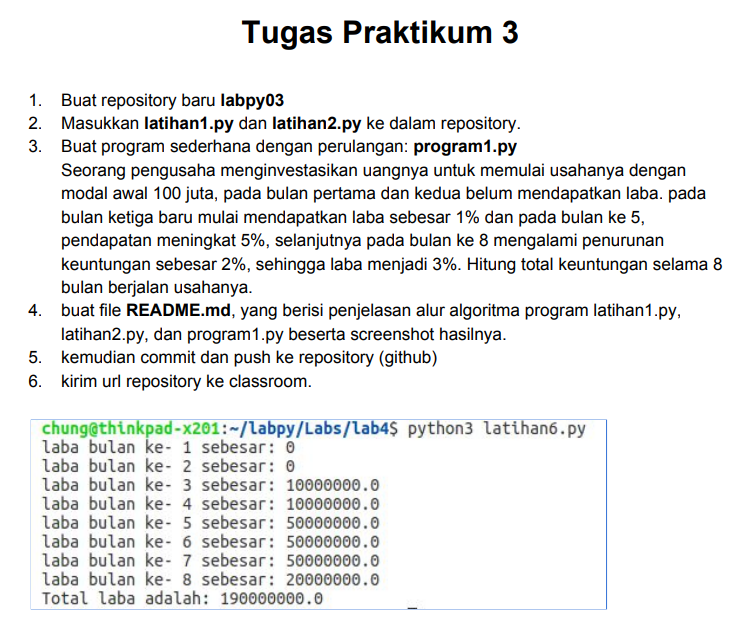 Tugas Praktikum 3
1. Buat repository baru labpy03
2. Masukkan latihan1.py dan latihan2.py ke dalam repository.
3. Buat program sederhana dengan perulangan: program1.py
Seorang pengusaha menginvestasikan uangnya untuk memulai usahanya dengan
modal awal 100 juta, pada bulan pertama dan kedua belum mendapatkan laba. pada
bulan ketiga baru mulai mendapatkan laba sebesar 1% dan pada bulan ke 5,
pendapatan meningkat 5%, selanjutnya pada bulan ke 8 mengalami penurunan
keuntungan sebesar 2%, sehingga laba menjadi 3%. Hitung total keuntungan selama 8
bulan berjalan usahanya.
4. buat file README.md, yang berisi penjelasan alur algoritma program latihan1.py,
latihan2.py, dan program1.py beserta screenshot hasilnya.
5. kemudian commit dan push ke repository (github)
6. kirim url repository ke classroom.
chung@thinkpad-x201:~/labpy/Labs/lab4$ python3 latihan6.py
laba bulan ke- 1 sebesar: 0
laba bulan ke- 2 sebesar: 0
laba bulan ke- 3 sebesar: 10000000.0
laba bulan ke- 4 sebesar: 10000000.0
laba bulan ke- 5 sebesar: 50000000.0
laba bulan ke- 6 sebesar: 50000000.0
laba bulan ke- 7 sebesar: 50000000.0
laba bulan ke- 8 sebesar: 20000000.0
Total laba adalah: 190000000.0